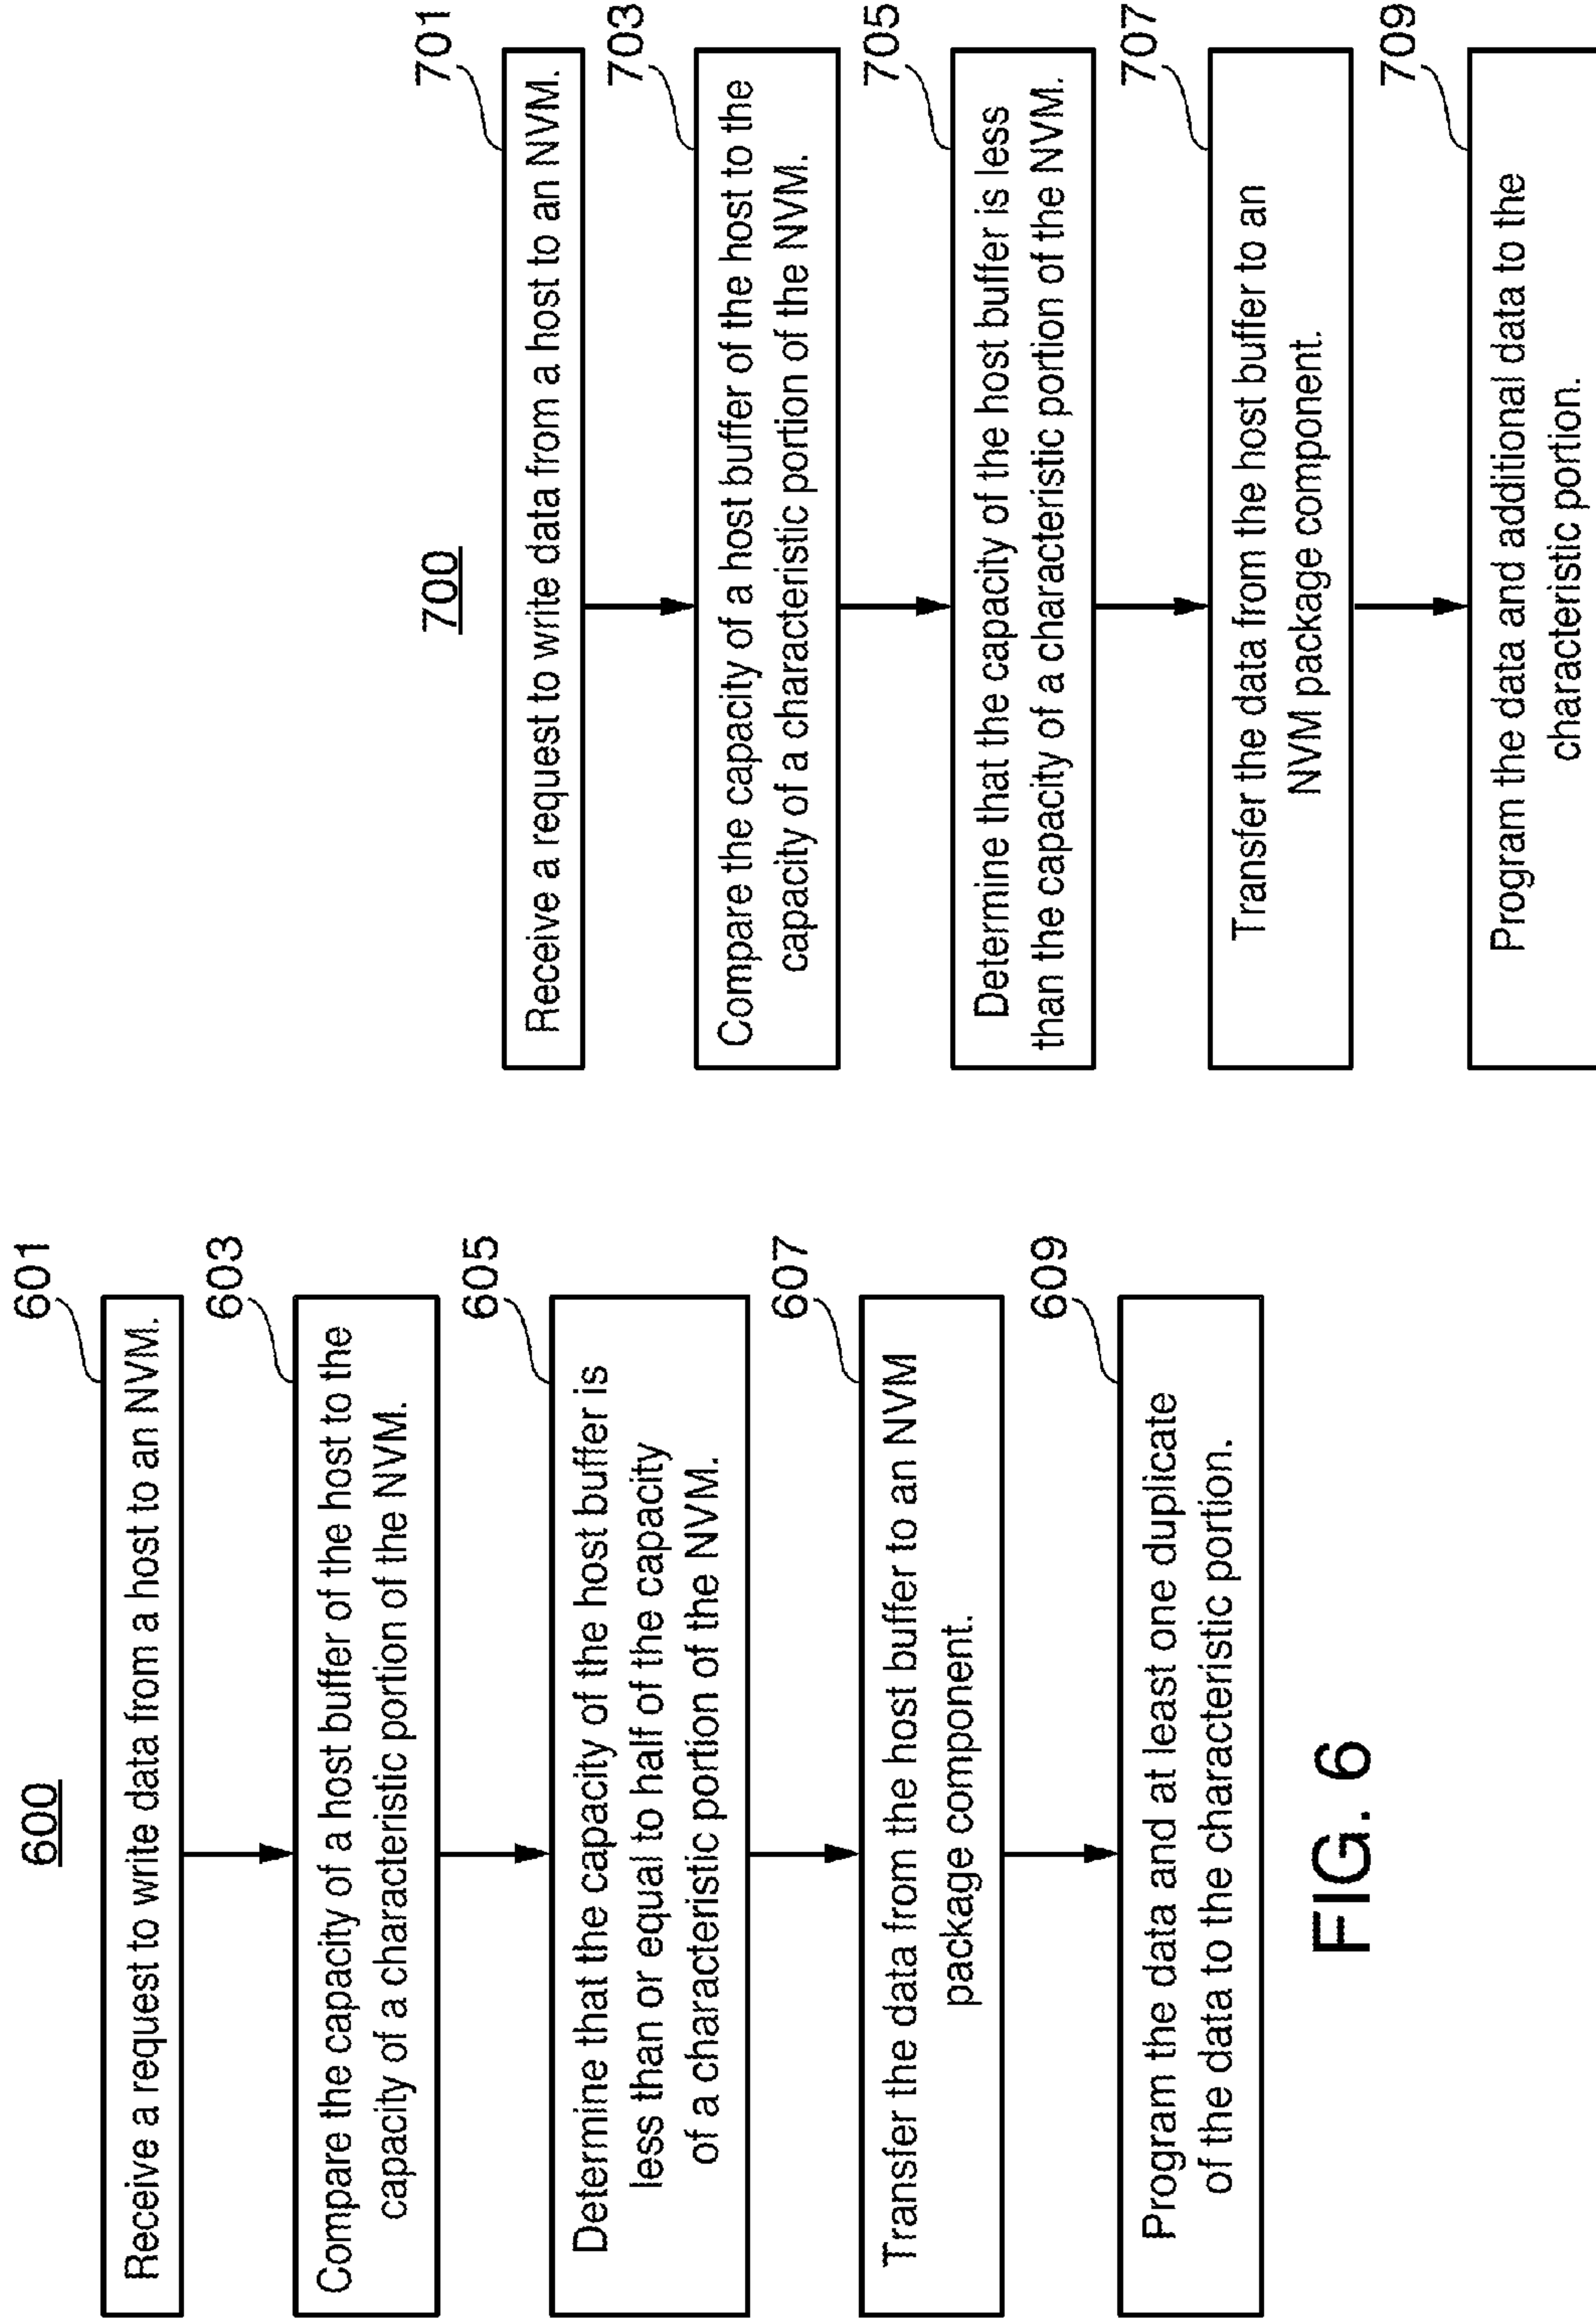 600
601
Receive a request to write data from a host to an NVM.
603
Compare the capacity of a host buffer of the host to the
capacity of a characteristic portion of the NVM.
605
Determine that the capacity of the host buffer is
less than or equal to half of the capacity
of a characteristic portion of the NVM.
607
Transfer the data from the host buffer to an NVM
package component.
609
Program the data and at least one duplicate
of the data to the characteristic portion.
FIG. 6
700
701
Receive a request to write data from a host to an NVM.
703
Compare the capacity of a host buffer of the host to the
capacity of a characteristic portion of the NVM.
705
Determine that the capacity of the host buffer is less
than the capacity of a characteristic portion of the NVM.
707
Transfer the data from the host buffer to an
NVM package component.
709
Program the data and additional data to the
characteristic portion.